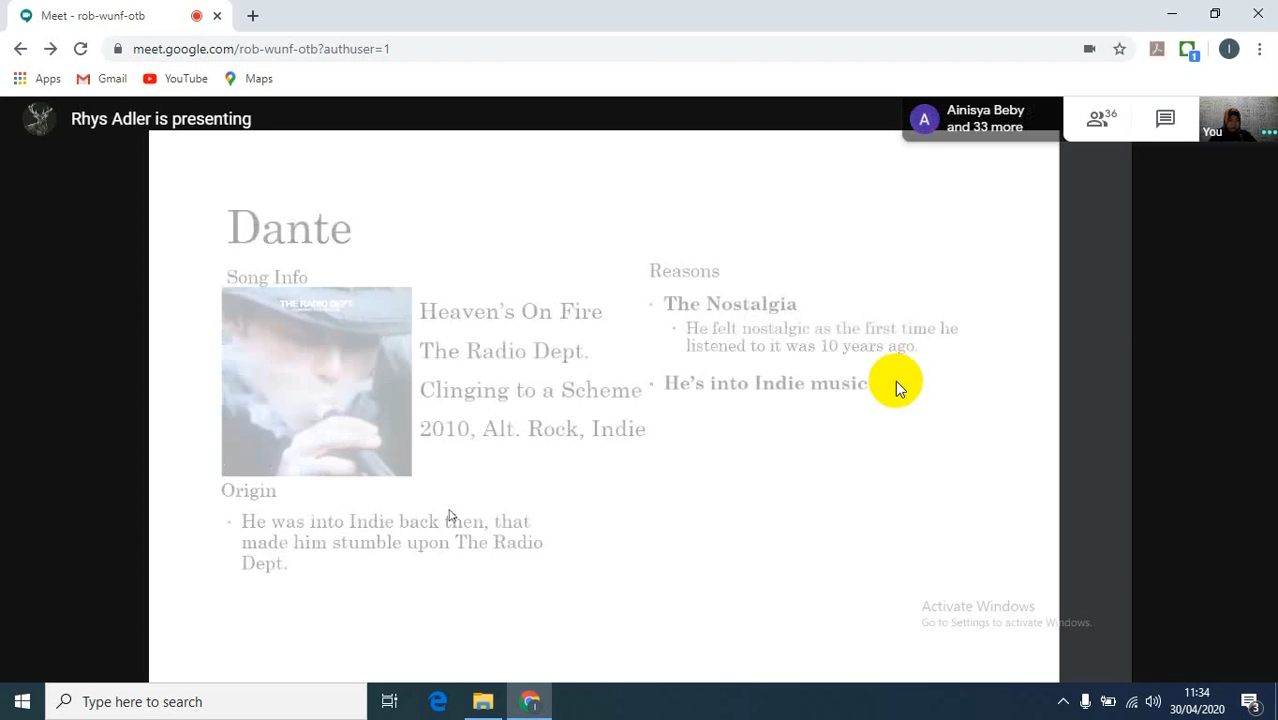 Meet - rob-wunf-otb
meet.google.com/rob-wunf-otb?authuser=1
Apps
Gmail
YouTube
Maps
1
I
Rhys Adler is presenting
A
Ainisya Beby
and 33 more
36
You
Dante
Song Info
THE RADIO DEPT.
Heaven's On Fire
The Radio Dept.
Clinging to a Scheme
2010, Alt. Rock, Indie
Origin
• He was into Indie back then, that
made him stumble upon The Radio
Dept.
Reasons
• The Nostalgia
• He felt nostalgic as the first time he
listened to it was 10 years ago.
• He's into Indie music
Activate Windows
Go to Settings to activate Windows.
Type here to search
11:34
30/04/2020
3